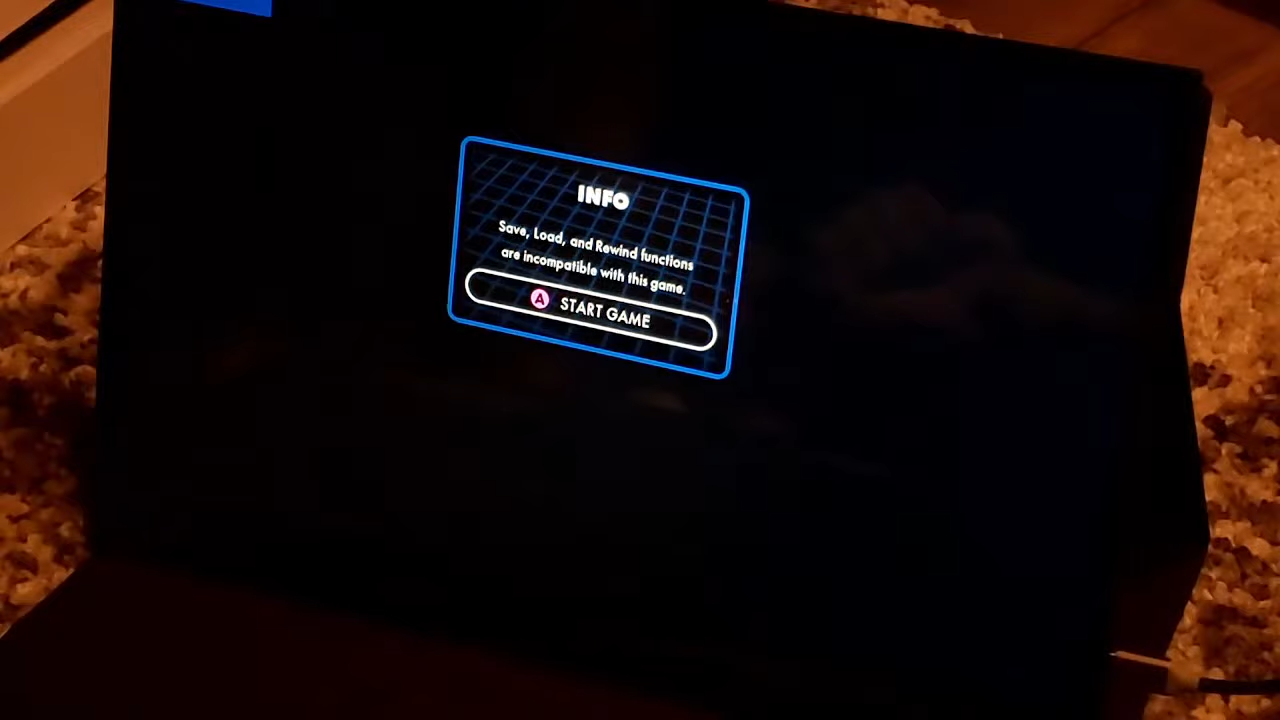 INFO
Save, Load, and Rewind functions
are incompatible with this game.
A START GAME